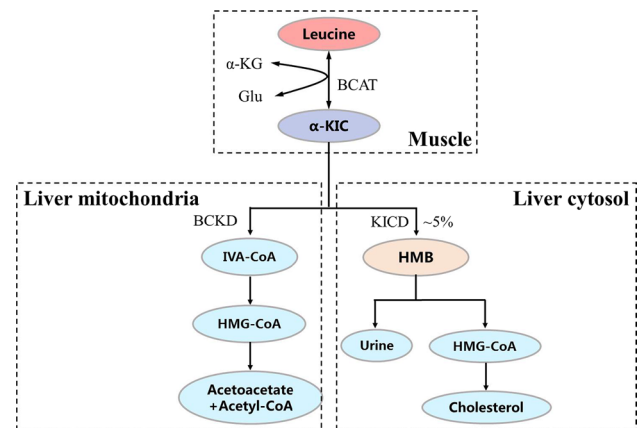 Leucine
α-KG
BCAT
Glu
α-KIC
Muscle
Liver mitochondria
Liver cytosol
BCKD
KICD
~5%
IVA-CoA
HMB
HMG-CoA
Urine
HMG-CoA
Acetoacetate
+Acetyl-CoA
Cholesterol